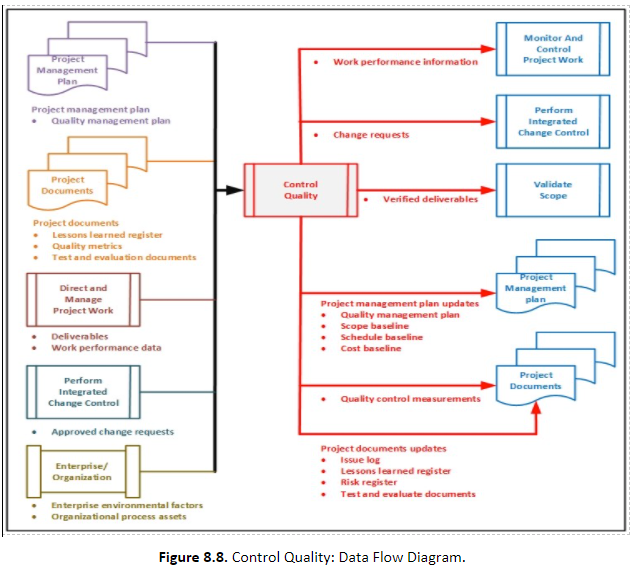 Project
Management
Plan
Project management plan
• Quality management plan
Project
Documents
Project documents
• Lessons learned register
• Quality metrics
• Test and evaluation documents
Direct and
Manage
Project Work
• Deliverables
• Work performance data
Perform
Integrated
Change Control
• Approved change requests
Enterprise/
Organization
• Enterprise environmental factors
• Organizational process assets
Control
Quality
• Work performance information
Monitor And
Control
Project Work
• Change requests
Perform
Integrated
Change Control
• Verified deliverables
Validate
Scope
Project management plan updates
• Quality management plan
• Scope baseline
• Schedule baseline
• Cost baseline
Project
Management
plan
• Quality control measurements
Project
Documents
Project documents updates
• Issue log
• Lessons learned register
• Risk register
• Test and evaluate documents
Figure 8.8. Control Quality: Data Flow Diagram.